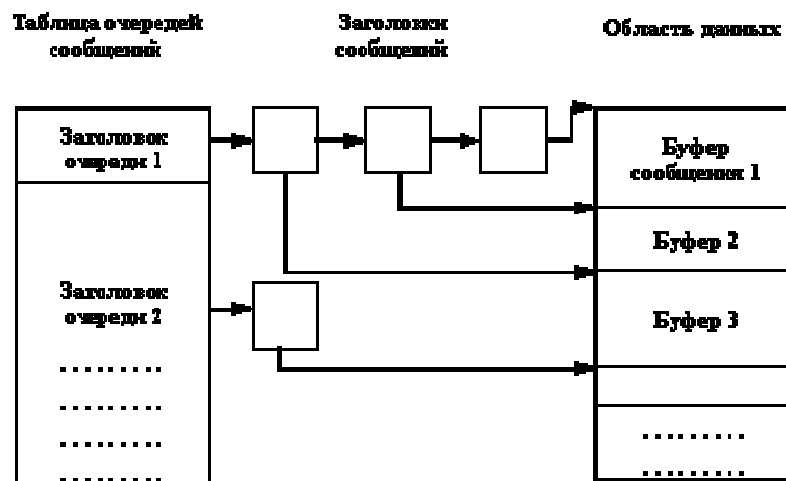 Таблица очередей
сообщений
Заголовки
сообщений
Область данных
Заголовок
очереди 1
Буфер
сообщения 1
Буфер 2
Заголовок
очереди 2
Буфер 3
.........
.........
.........
.........
.........
.........